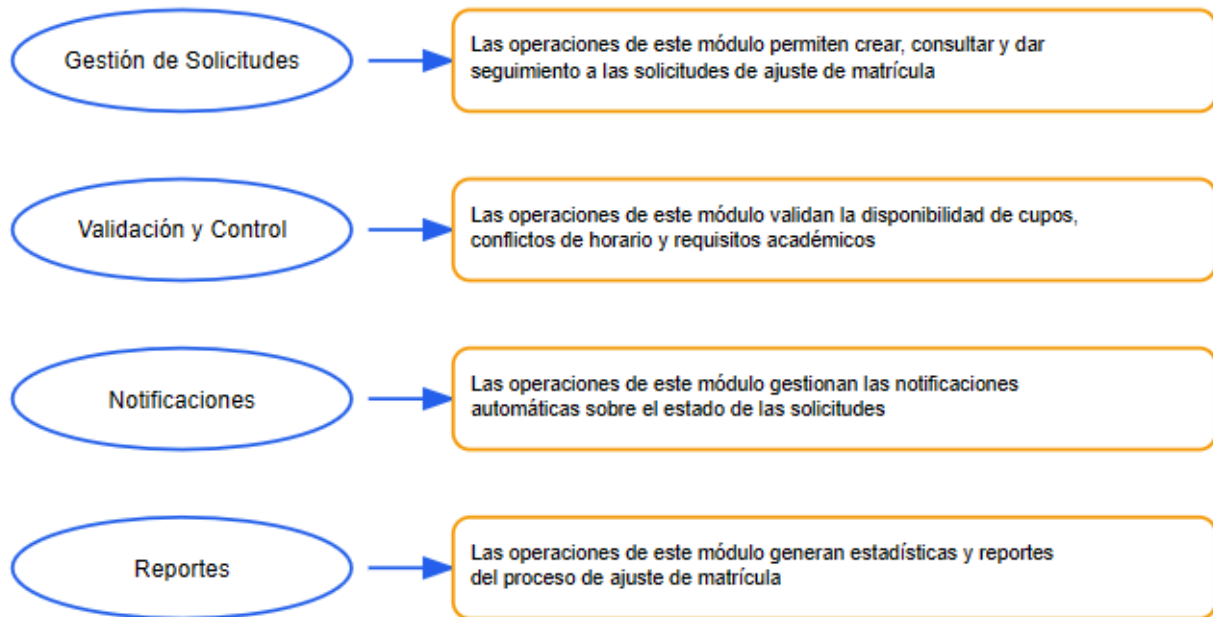 Gestión de Solicitudes
Las operaciones de este módulo permiten crear, consultar y dar
seguimiento a las solicitudes de ajuste de matrícula
Validación y Control
Las operaciones de este módulo validan la disponibilidad de cupos,
conflictos de horario y requisitos académicos
Notificaciones
Las operaciones de este módulo gestionan las notificaciones
automáticas sobre el estado de las solicitudes
Reportes
Las operaciones de este módulo generan estadísticas y reportes
del proceso de ajuste de matrícula